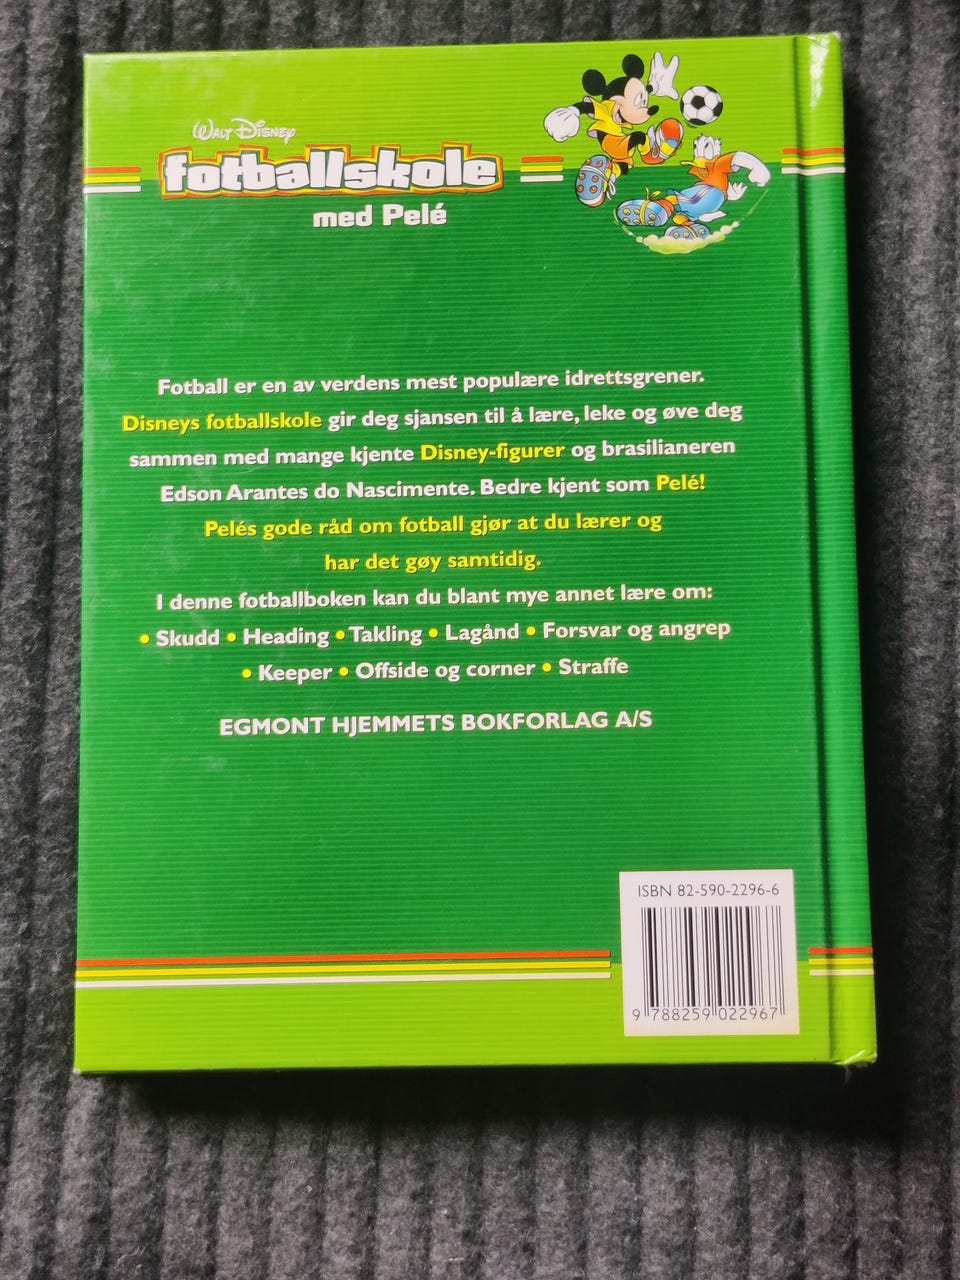 WALT DISNEY
fotballskole
med Pelé
Fotball er en av verdens mest populære idrettsgrener.
Disneys fotballskole gir deg sjansen til å lære, leke og øve deg
sammen med mange kjente Disney-figurer og brasilianeren
Edson Arantes do Nascimente. Bedre kjent som Pelé!
Pelés gode råd om fotball gjør at du lærer og
har det gøy samtidig.
I denne fotballboken kan du blant mye annet lære om:
• Skudd • Heading • Takling • Lagånd • Forsvar og angrep
• Keeper • Offside og corner • Straffe
EGMONT HJEMMETS BOKFORLAG A/S
ISBN 82-590-2296-6
9 788259 022967